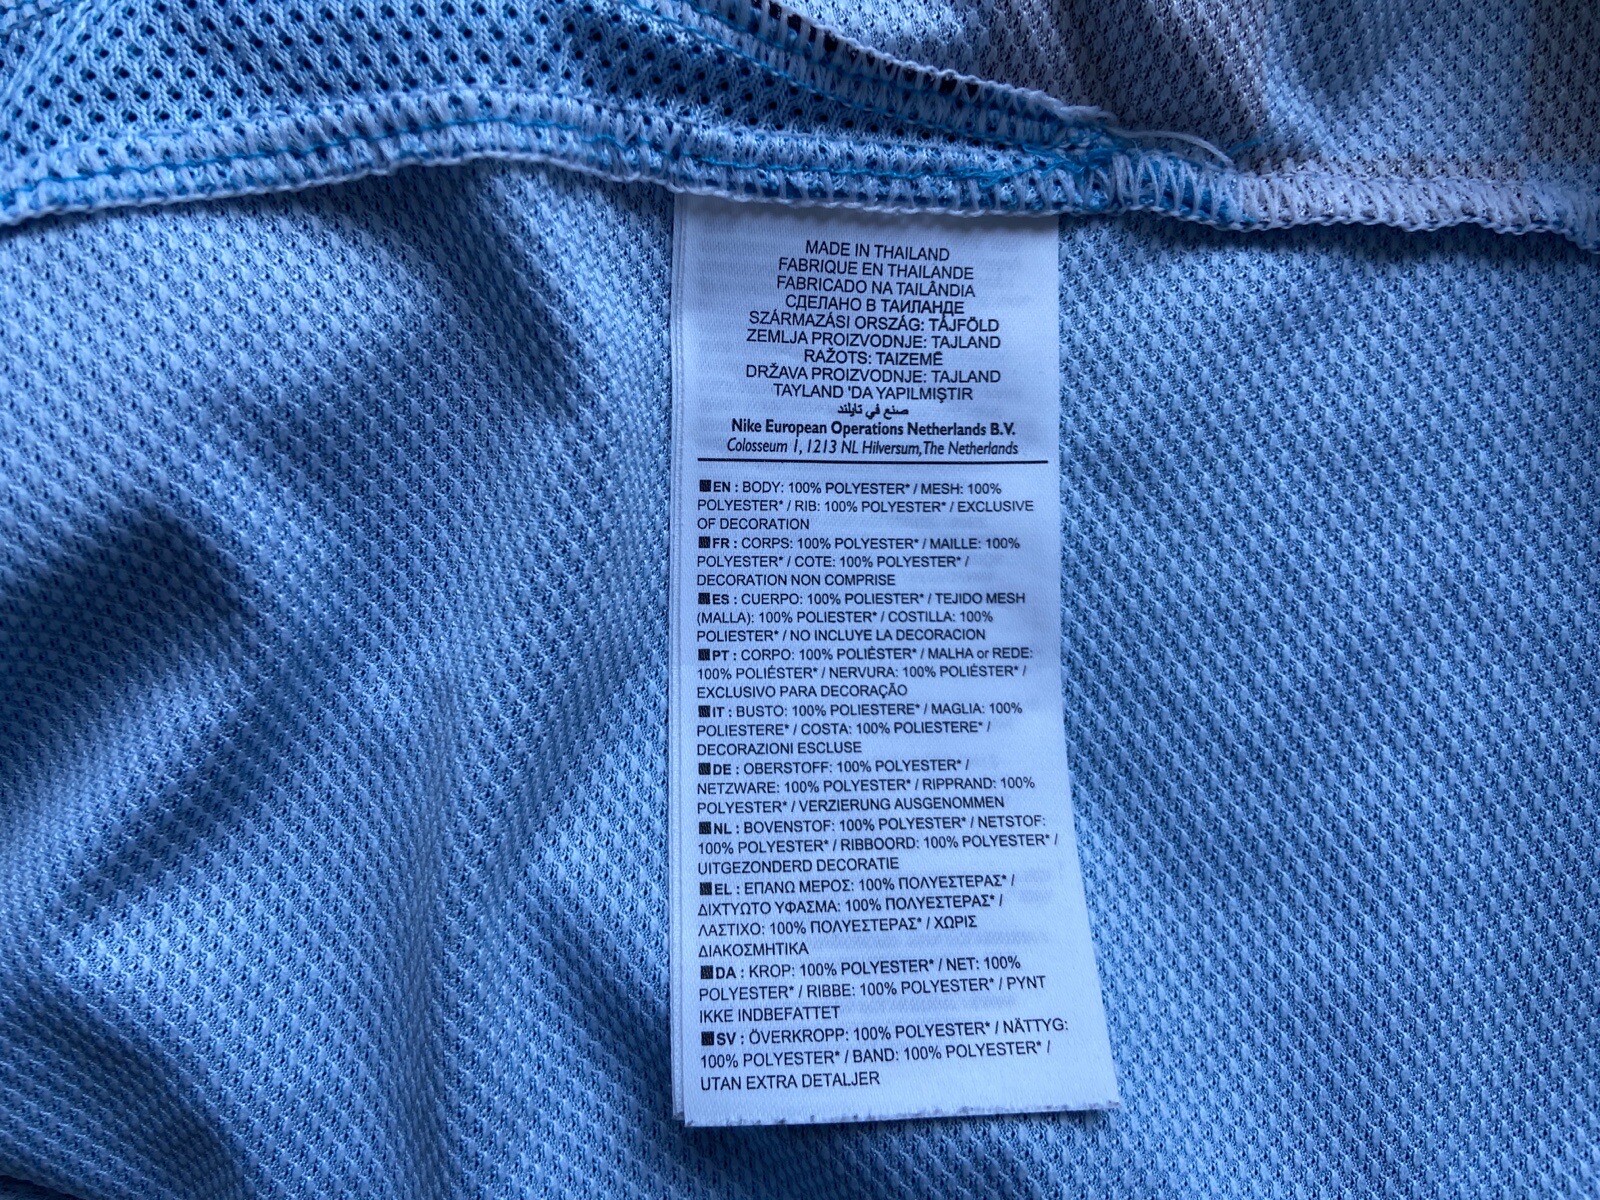 MADE IN THAILAND
FABRIQUE EN THAILANDE
FABRICADO NA TAILÂNDIA
СДЕЛАНО В ТАИЛАНДЕ
SZÁRMAZÁSI ORSZÁG: TÁJFÖLD
ZEMLJA PROIZVODNJE: TAJLAND
RAŽOTS: TAIZEMĒ
DRŽAVA PROIZVODNJE: TAJLAND
TAYLAND 'DA YAPILMIŞTIR
صنع في تايلند
Nike European Operations Netherlands B.V.
Colosseum 1, 1213 NL Hilversum, The Netherlands
EN : BODY: 100% POLYESTER* / MESH: 100%
POLYESTER* / RIB: 100% POLYESTER* / EXCLUSIVE
OF DECORATION
FR : CORPS: 100% POLYESTER* / MAILLE: 100%
POLYESTER* / COTE: 100% POLYESTER* /
DECORATION NON COMPRISE
ES : CUERPO: 100% POLIESTER* / TEJIDO MESH
(MALLA): 100% POLIESTER* / COSTILLA: 100%
POLIESTER* / NO INCLUYE LA DECORACION
PT : CORPO: 100% POLIÉSTER* / MALHA or REDE:
100% POLIÉSTER* / NERVURA: 100% POLIÉSTER* /
EXCLUSIVO PARA DECORAÇÃO
IT : BUSTO: 100% POLIESTERE* / MAGLIA: 100%
POLIESTERE* / COSTA: 100% POLIESTERE* /
DECORAZIONI ESCLUSE
DE : OBERSTOFF: 100% POLYESTER* /
NETZWARE: 100% POLYESTER* / RIPPRAND: 100%
POLYESTER* / VERZIERUNG AUSGENOMMEN
NL : BOVENSTOF: 100% POLYESTER* / NETSTOF:
100% POLYESTER* / RIBBOORD: 100% POLYESTER* /
UITGEZONDERD DECORATIE
EL : ΕΠΑΝΩ ΜΕΡΟΣ: 100% ΠΟΛΥΕΣΤΕΡΑΣ* /
ΔΙΧΤΥΩΤΟ ΥΦΑΣΜΑ: 100% ΠΟΛΥΕΣΤΕΡΑΣ* /
ΛΑΣΤΙΧΟ: 100% ΠΟΛΥΕΣΤΕΡΑΣ* / ΧΩΡΙΣ
ΔΙΑΚΟΣΜΗΤΙΚΑ
DA : KROP: 100% POLYESTER* / NET: 100%
POLYESTER* / RIBBE: 100% POLYESTER* / PYNT
IKKE INDBEFATTET
SV : ÖVERKROPP: 100% POLYESTER* / NÄTTYG:
100% POLYESTER* / BAND: 100% POLYESTER* /
UTAN EXTRA DETALJER